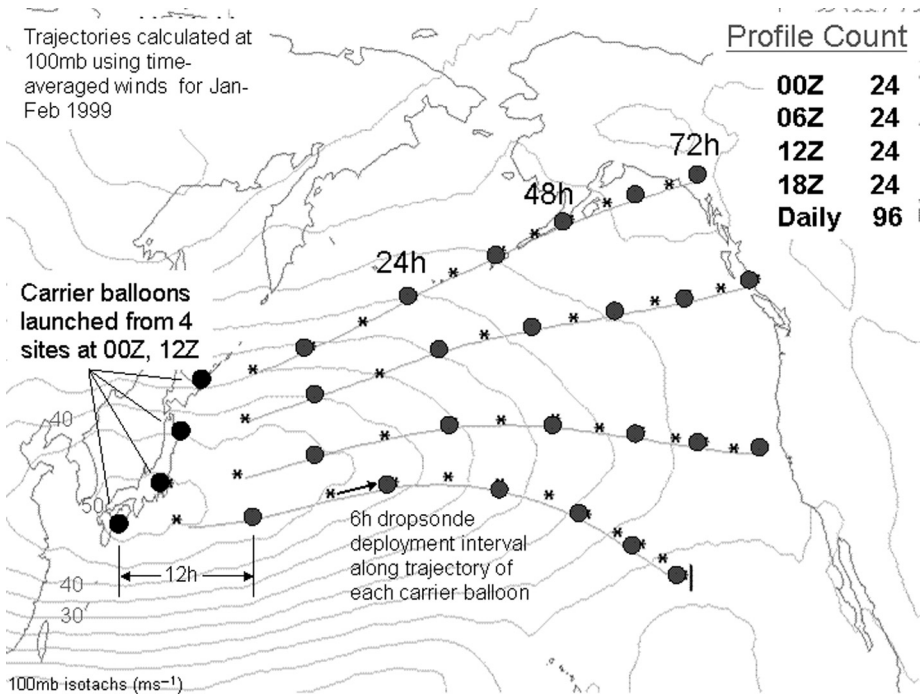 Trajectories calculated at
100mb using time-
averaged winds for Jan-
Feb 1999
Profile Count
00Z 24
06Z 24
12Z 24
18Z 24
Daily 96
72h
48h
24h
Carrier balloons
launched from 4
sites at 00Z, 12Z
40
50
6h dropsonde
deployment interval
along trajectory of
each carrier balloon
12h
40
30
100mb isotachs (ms⁻¹)